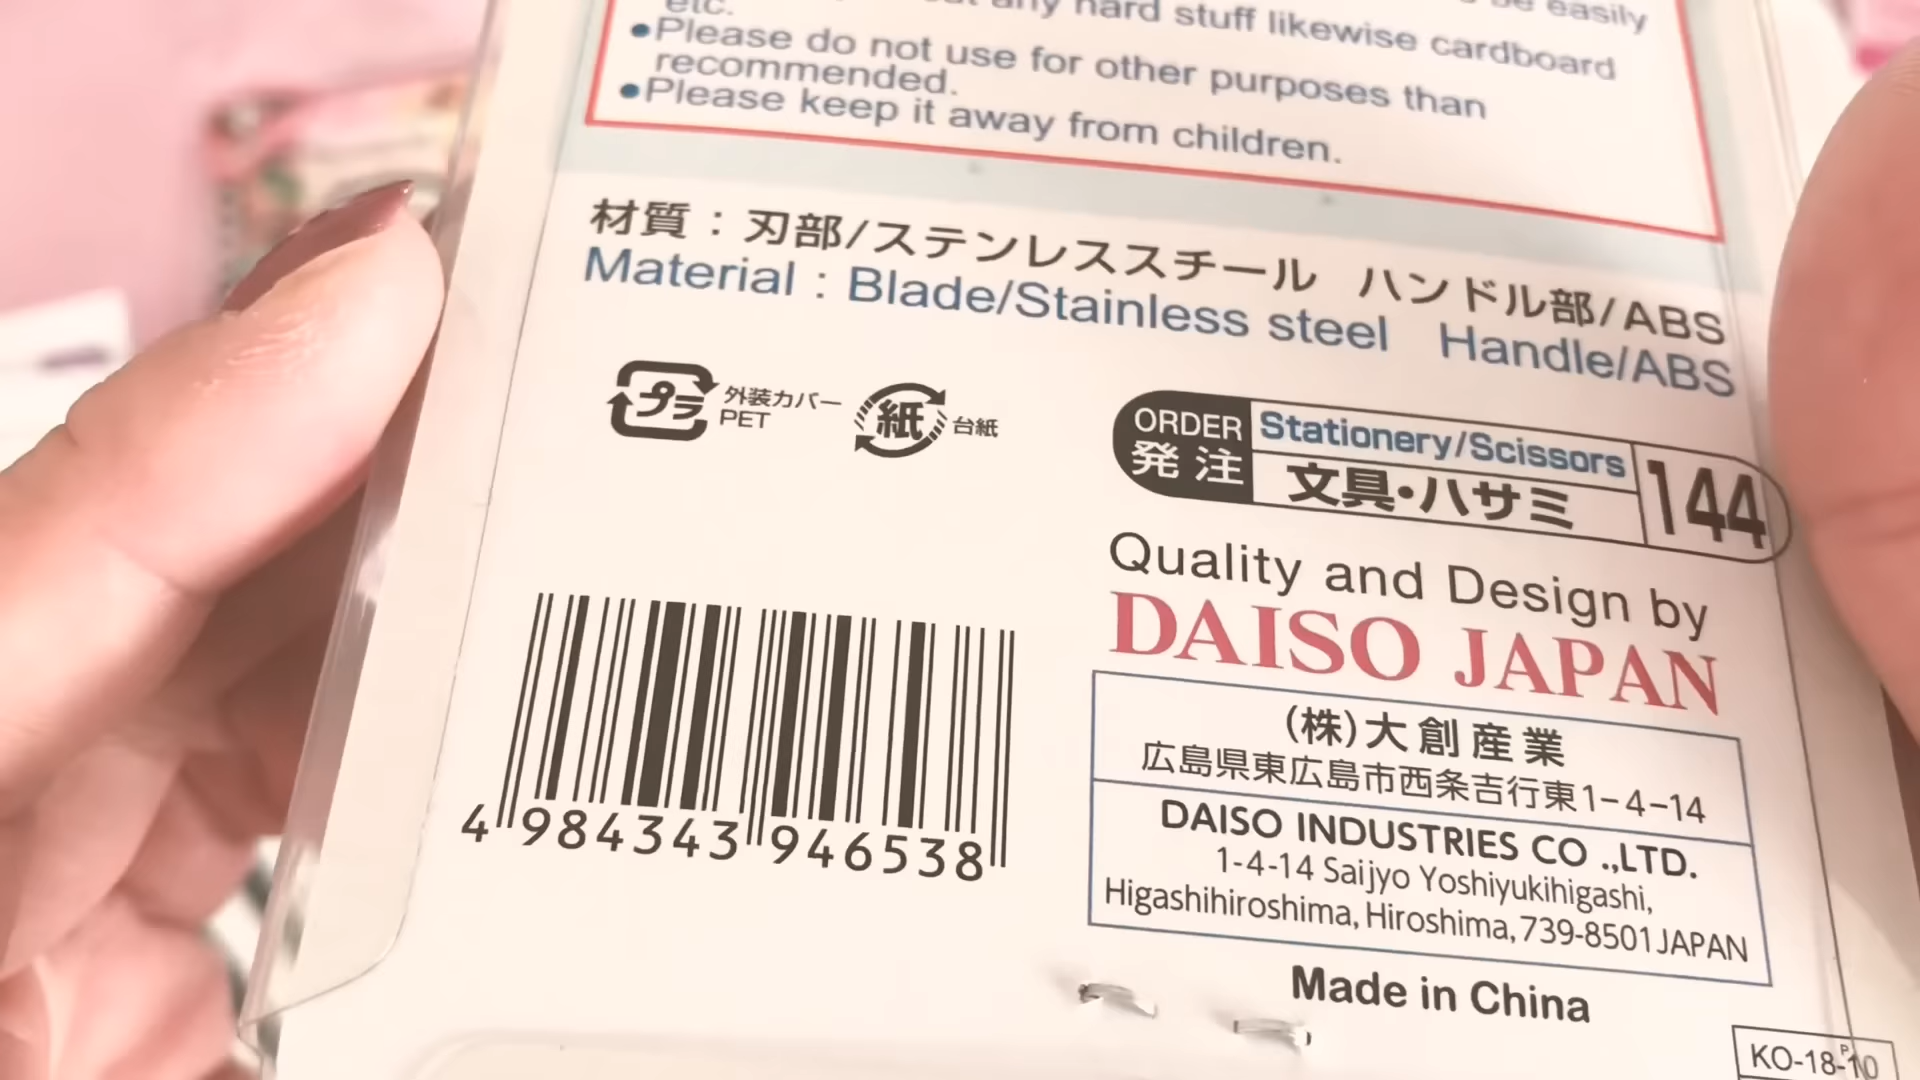 be easily
any hard stuff likewise cardboard
etc.
●Please do not use for other purposes than
recommended.
●Please keep it away from children.
材質：刃部/ステンレススチール ハンドル部/ABS
Material : Blade/Stainless steel Handle/ABS
プラ 外装カバー
PET
紙 台紙
ORDER
発注
Stationery/Scissors
文具・ハサミ
144
Quality and Design by
DAISO JAPAN
(株)大創産業
広島県東広島市西条吉行東1-4-14
DAISO INDUSTRIES CO .,LTD.
1-4-14 Saijyo Yoshiyukihigashi,
Higashihiroshima, Hiroshima, 739-8501 JAPAN
4 984343 946538
Made in China
KO-18-P10